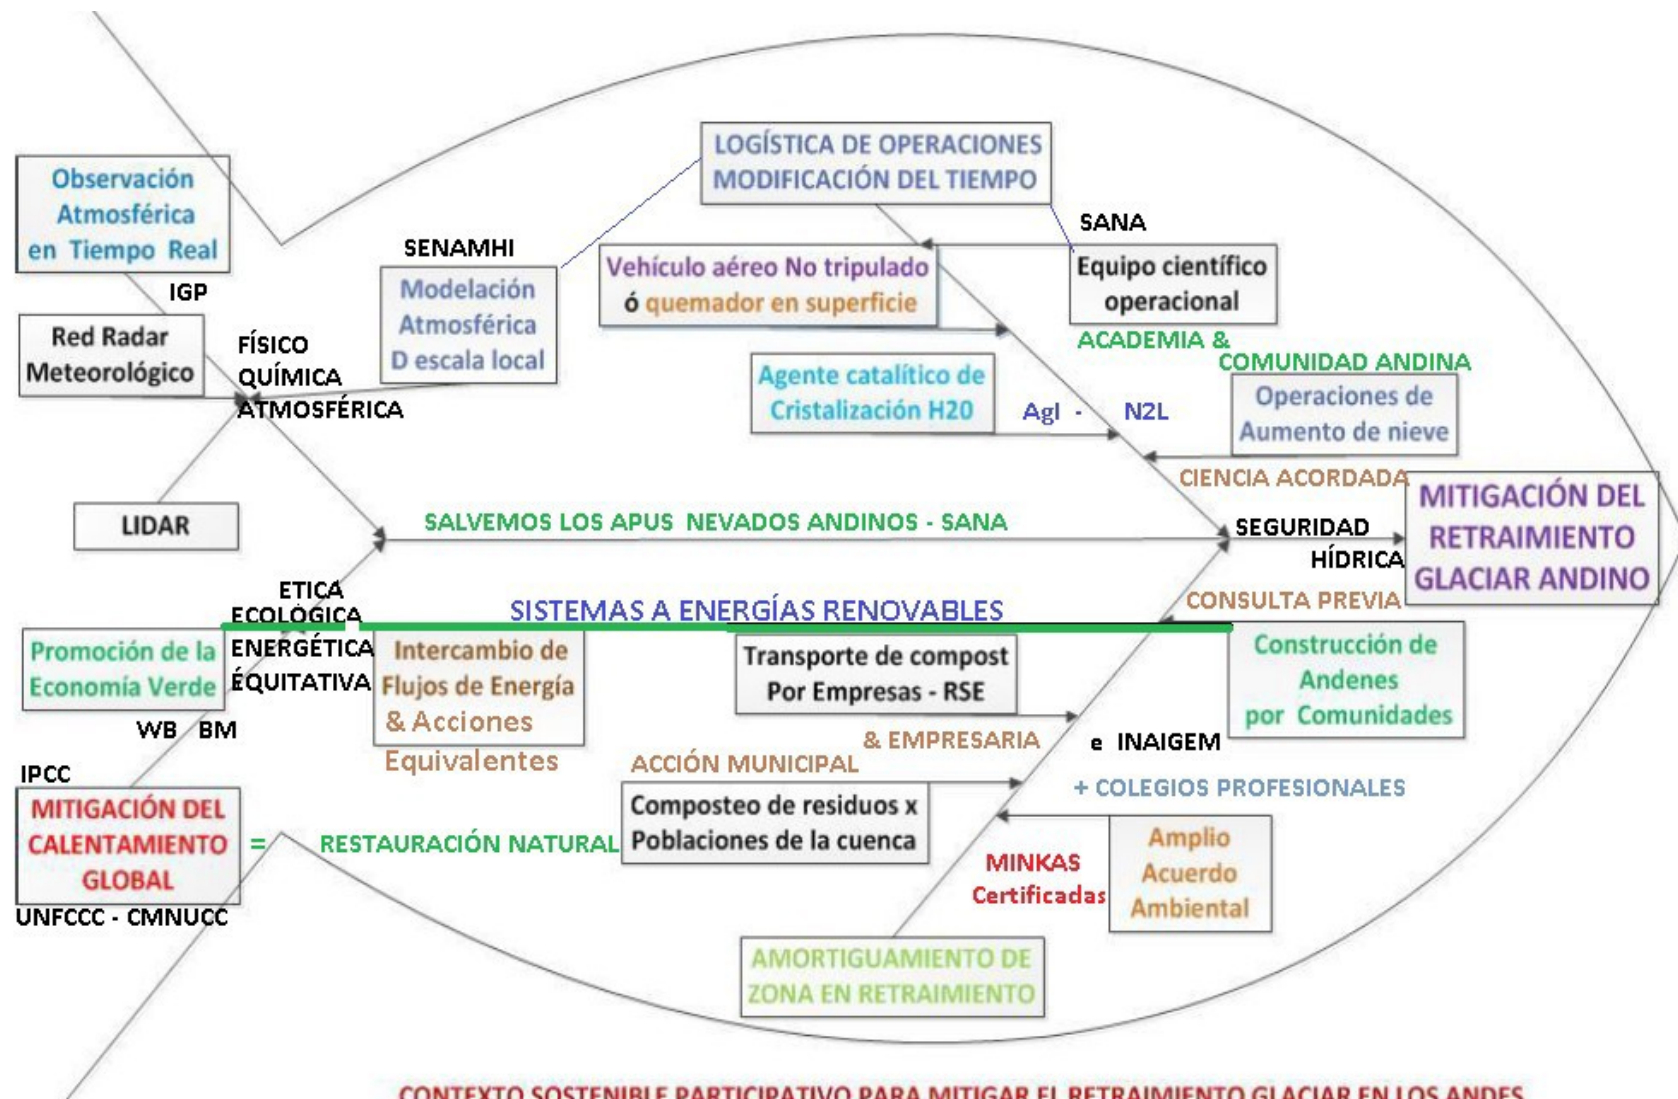 LOGÍSTICA DE OPERACIONES
MODIFICACIÓN DEL TIEMPO
Observación
Atmosférica
en Tiempo Real
IGP
Red Radar
Meteorológico
SENAMHI
Modelación
Atmosférica
D escala local
FÍSICO
QUÍMICA
ATMOSFÉRICA
LIDAR
Vehículo aéreo No tripulado
ó quemador en superficie
SANA
Equipo científico
operacional
ACADEMIA &
COMUNIDAD ANDINA
Agente catalítico de
Cristalización H20
AgI - N2L
Operaciones de
Aumento de nieve
CIENCIA ACORDADA
SALVEMOS LOS APUS NEVADOS ANDINOS - SANA
SEGURIDAD
HÍDRICA
MITIGACIÓN DEL
RETRAIMIENTO
GLACIAR ANDINO
ETICA
ECOLÓGICA
ENERGÉTICA
ÉQUITATIVA
SISTEMAS A ENERGÍAS RENOVABLES
CONSULTA PREVIA
Promoción de la
Economía Verde
WB BM
Intercambio de
Flujos de Energía
& Acciones
Equivalentes
Transporte de compost
Por Empresas - RSE
Construcción de
Andenes
por Comunidades
& EMPRESARIA
e INAIGEM
ACCIÓN MUNICIPAL
+ COLEGIOS PROFESIONALES
IPCC
MITIGACIÓN DEL
CALENTAMIENTO
GLOBAL
UNFCCC - CMNUCC
= RESTAURACIÓN NATURAL
Composteo de residuos x
Poblaciones de la cuenca
MINKAS
Certificadas
Amplio
Acuerdo
Ambiental
AMORTIGUAMIENTO DE
ZONA EN RETRAIMIENTO
CONTEXTO SOSTENIBLE PARTICIPATIVO PARA MITIGAR EL RETRAIMIENTO GLACIAR EN LOS ANDES